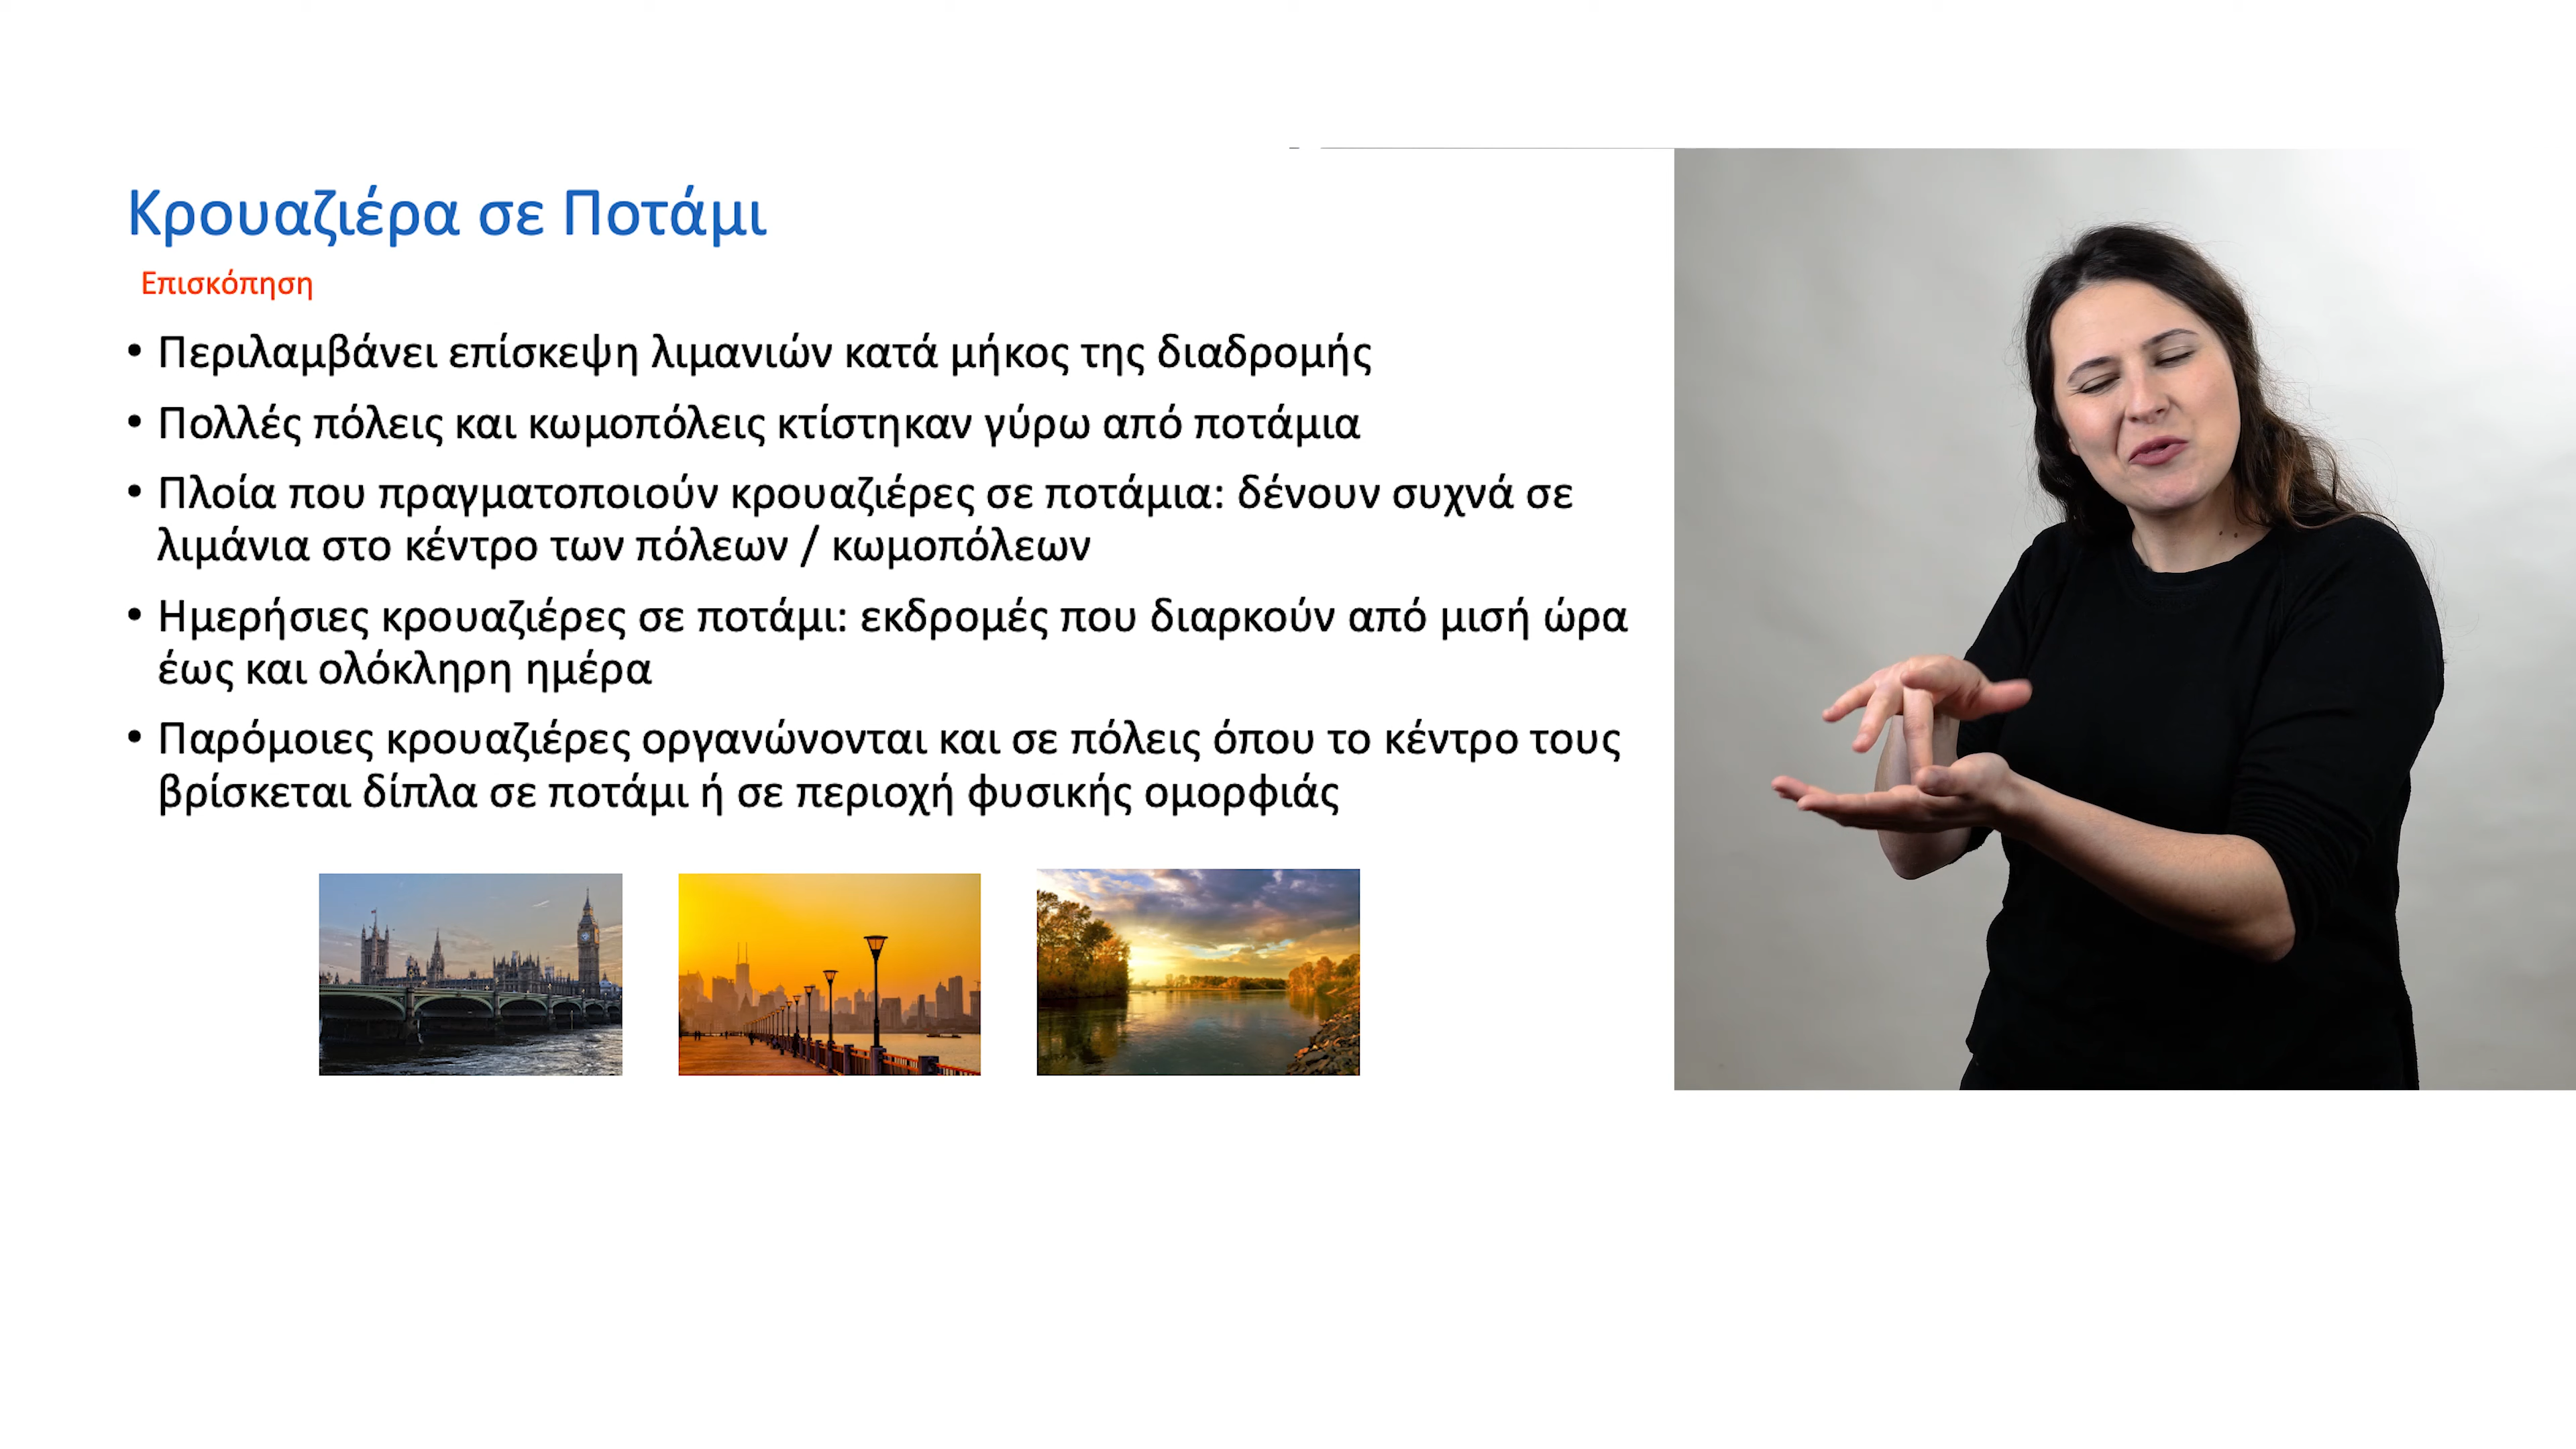 Κρουαζιέρα σε Ποτάμι
Επισκόπηση
• Περιλαμβάνει επίσκεψη λιμανιών κατά μήκος της διαδρομής
• Πολλές πόλεις και κωμοπόλεις κτίστηκαν γύρω από ποτάμια
• Πλοία που πραγματοποιούν κρουαζιέρες σε ποτάμια: δένουν συχνά σε
λιμάνια στο κέντρο των πόλεων / κωμοπόλεων
• Ημερήσιες κρουαζιέρες σε ποτάμι: εκδρομές που διαρκούν από μισή ώρα
έως και ολόκληρη ημέρα
• Παρόμοιες κρουαζιέρες οργανώνονται και σε πόλεις όπου το κέντρο τους
βρίσκεται δίπλα σε ποτάμι ή σε περιοχή φυσικής ομορφιάς